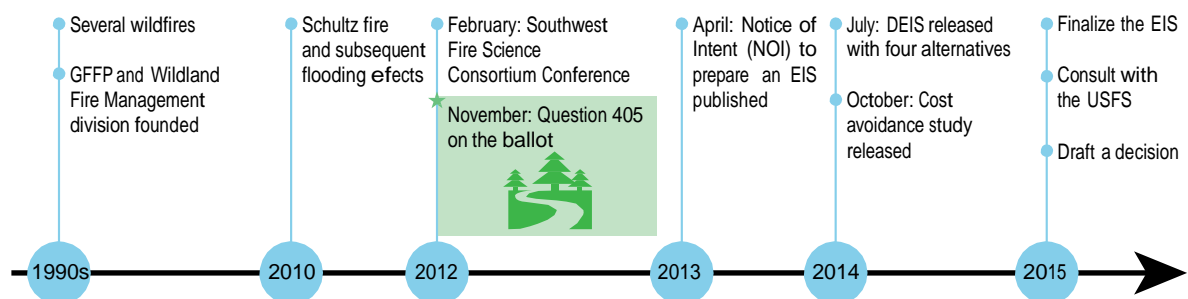 Several wildfires
GFFP and Wildland
Fire Management
division founded
1990s
Schultz fire
and subsequent
flooding efects
2010
February: Southwest
Fire Science
Consortium Conference
November: Question 405
on the ballot
2012
April: Notice of
Intent (NOI) to
prepare an EIS
published
2013
July: DEIS released
with four alternatives
October: Cost
avoidance study
released
2014
Finalize the EIS
Consult with
the USFS
Draft a decision
2015